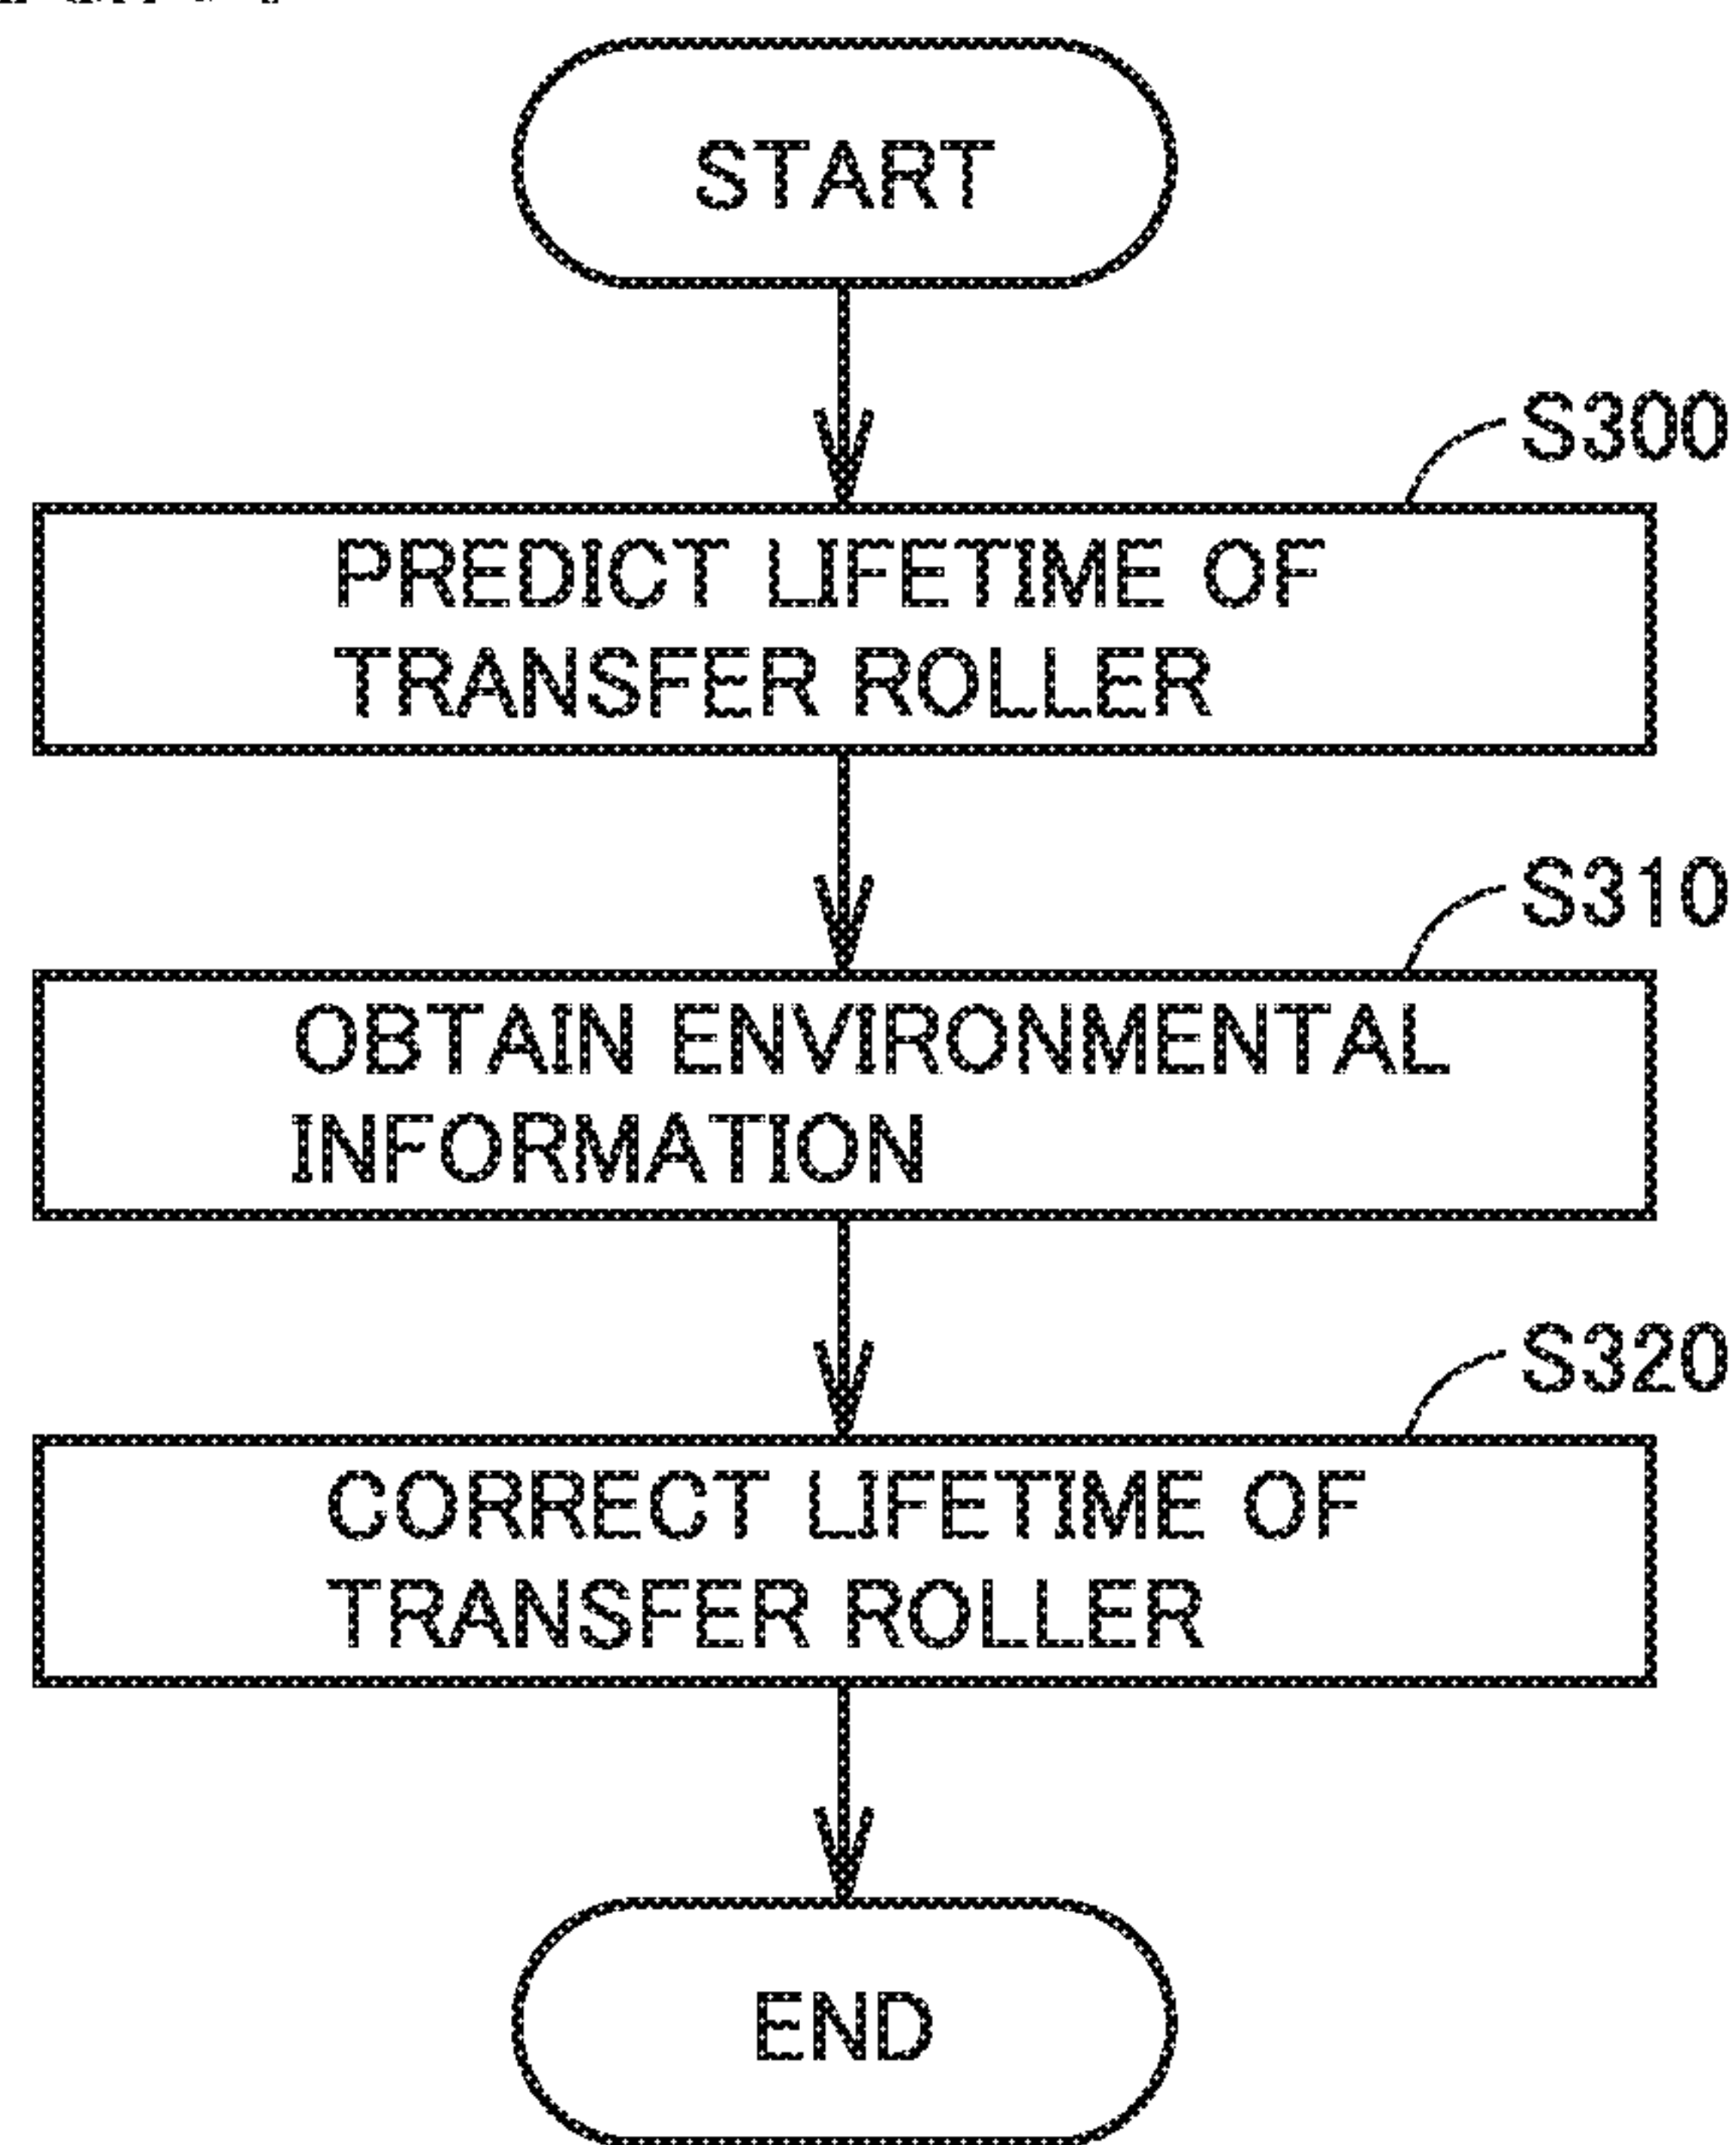 START
S300
PREDICT LIFETIME OF
TRANSFER ROLLER
S310
OBTAIN ENVIRONMENTAL
INFORMATION
S320
CORRECT LIFETIME OF
TRANSFER ROLLER
END